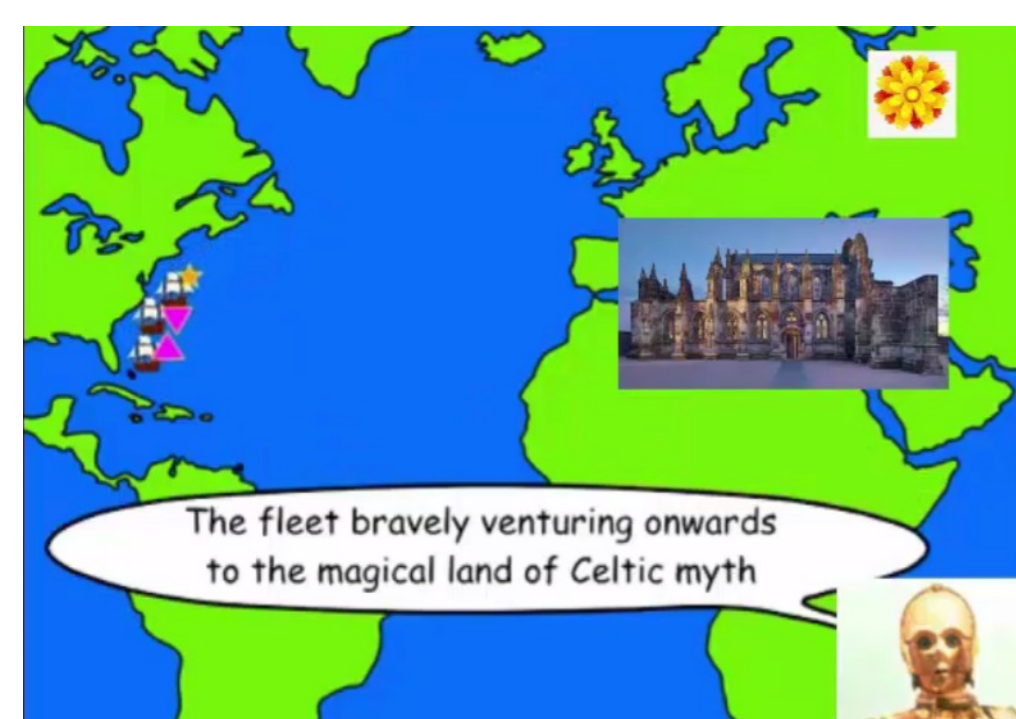 The fleet bravely venturing onwards
to the magical land of Celtic myth